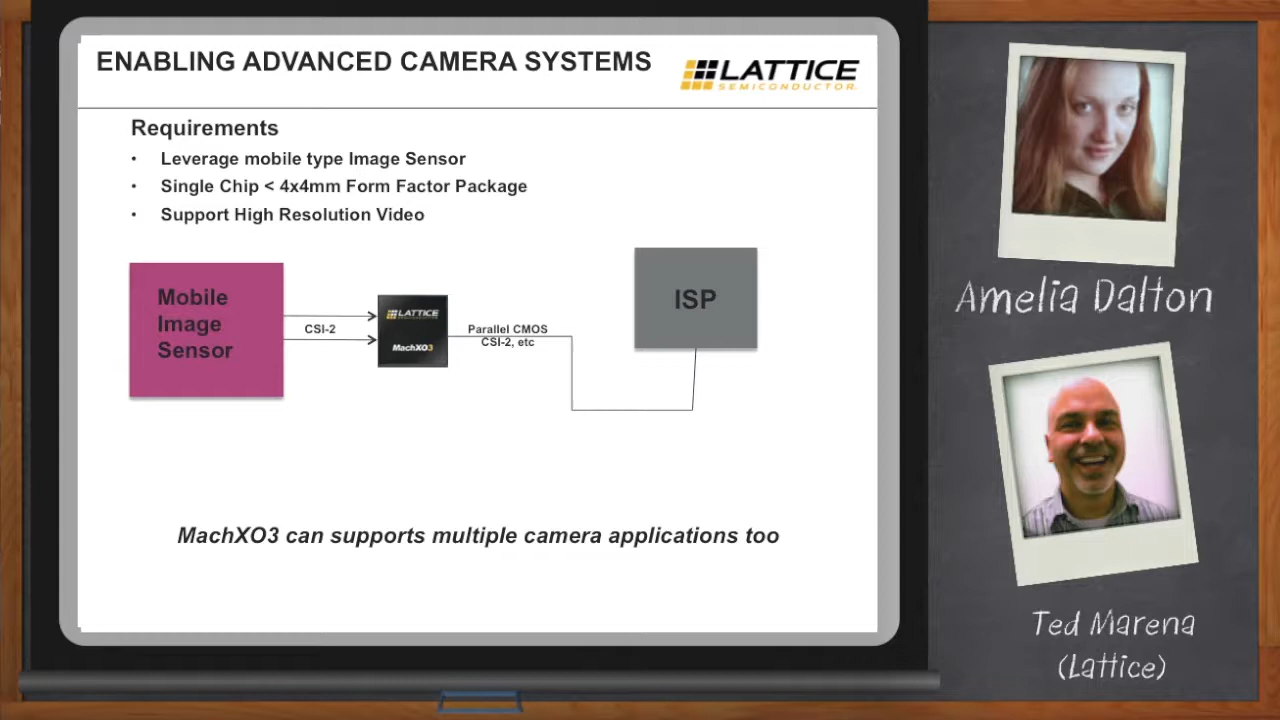 ENABLING ADVANCED CAMERA SYSTEMS
LATTICE
SEMICONDUCTOR.
Requirements
• Leverage mobile type Image Sensor
• Single Chip < 4x4mm Form Factor Package
• Support High Resolution Video
Mobile
Image
Sensor
CSI-2
LATTICE
MachXO3
Parallel CMOS
CSI-2, etc
ISP
MachXO3 can supports multiple camera applications too
Amelia Dalton
Ted Marena
(Lattice)